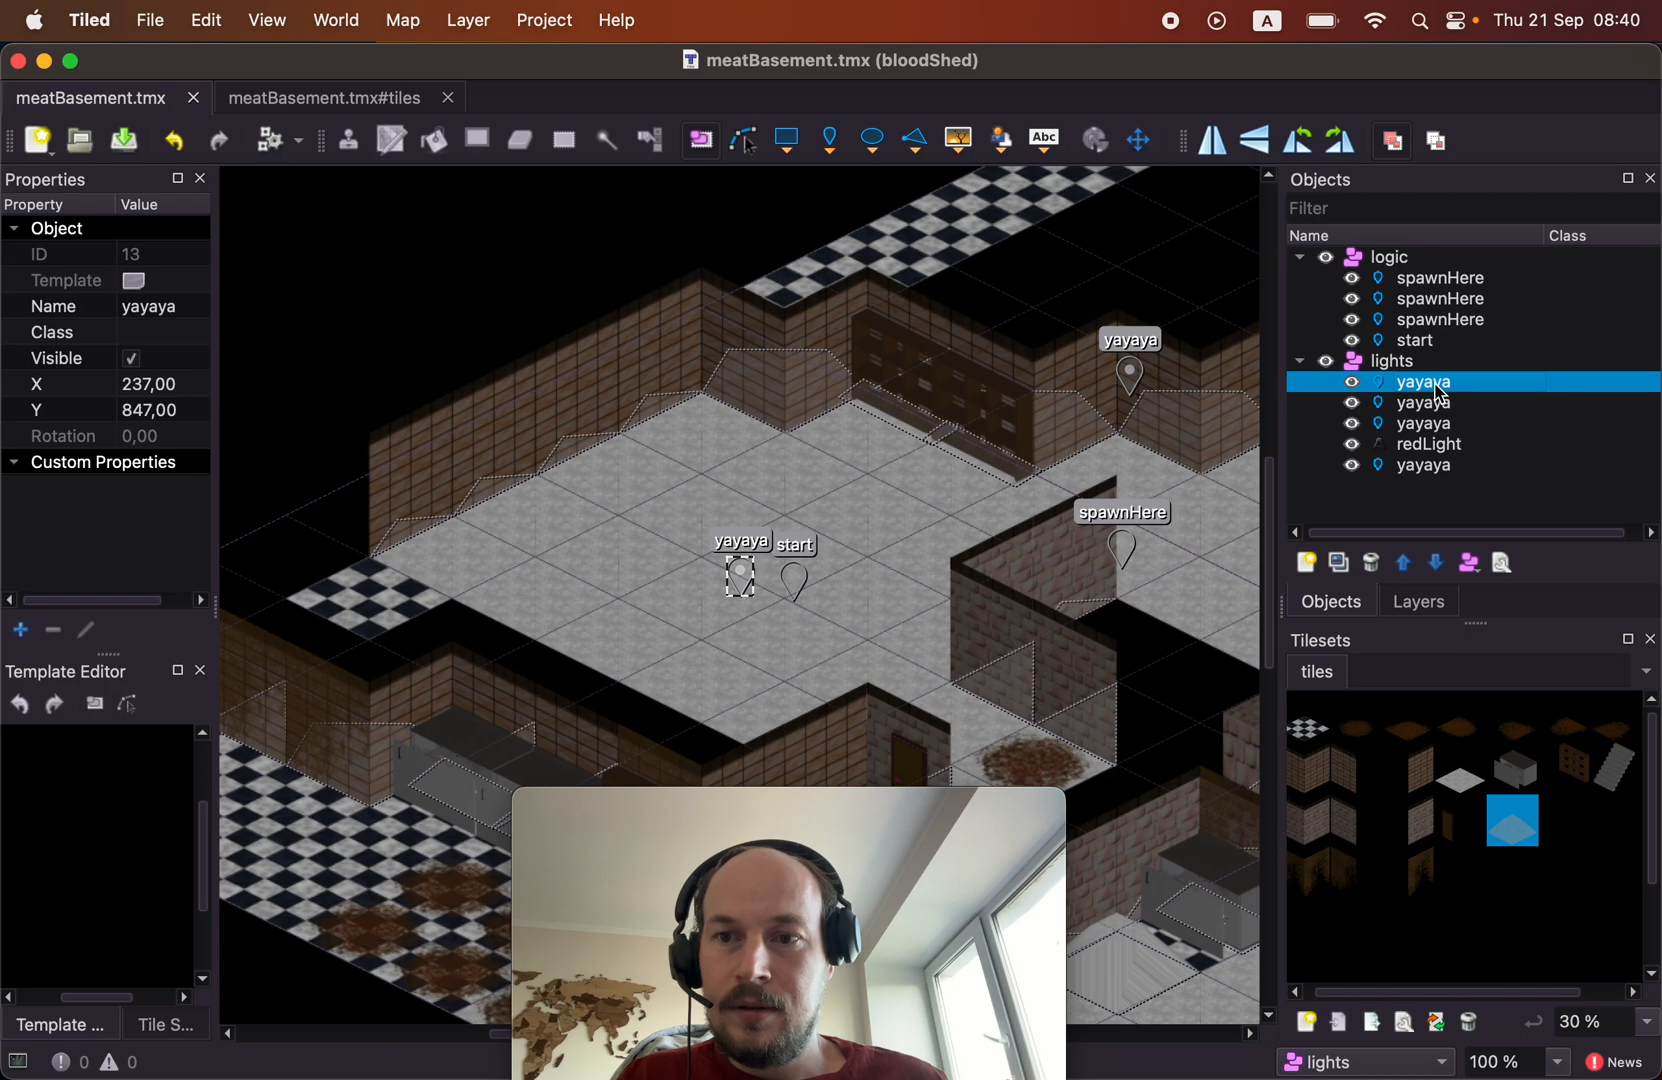 Tiled File Edit View World Map Layer Project Help A Thu 21 Sep 08:40
meatBasement.tmx (bloodShed)
meatBasement.tmx meatBasement.tmx#tiles
Abc
Properties
Property Value
Object
ID 13
Template
Name yayaya
Class
Visible
X 237,00
Y 847,00
Rotation 0,00
Custom Properties
Template Editor
Template ... Tile S...
0 0
yayaya
spawnHere
yayaya start
Objects
Filter
Name Class
logic
spawnHere
spawnHere
spawnHere
start
lights
yayaya
yayaya
yayaya
redLight
yayaya
Objects Layers
Tilesets
tiles
30 %
lights 100 % News